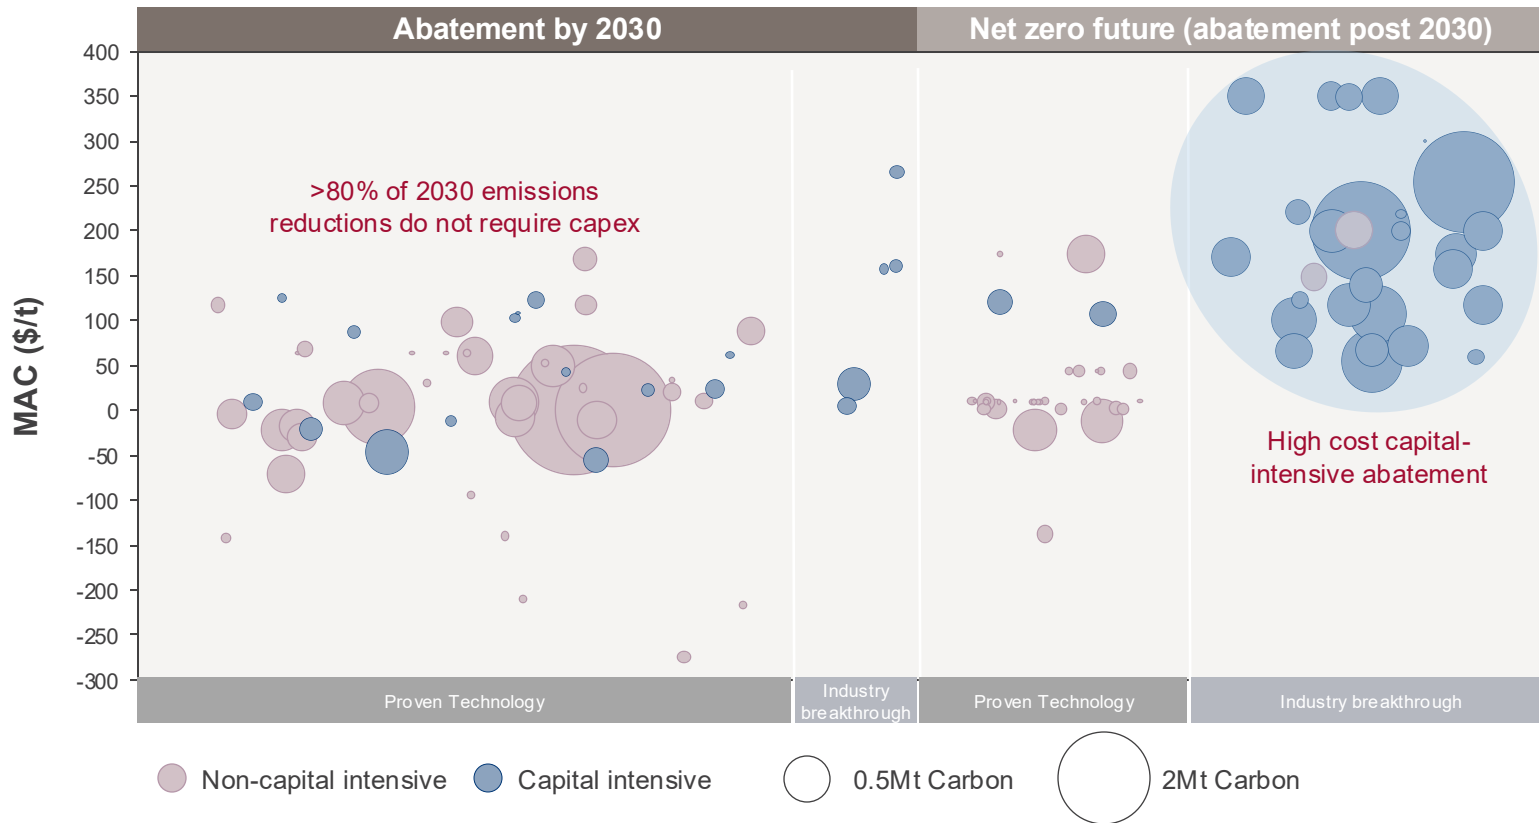 Abatement by 2030
Net zero future (abatement post 2030)
MAC ($/t)
400
350
300
250
200
150
100
50
0
-50
-100
-150
-200
-250
-300
>80% of 2030 emissions
reductions do not require capex
High cost capital-
intensive abatement
Proven Technology
Industry
breakthrough
Proven Technology
Industry breakthrough
Non-capital intensive
Capital intensive
0.5Mt Carbon
2Mt Carbon